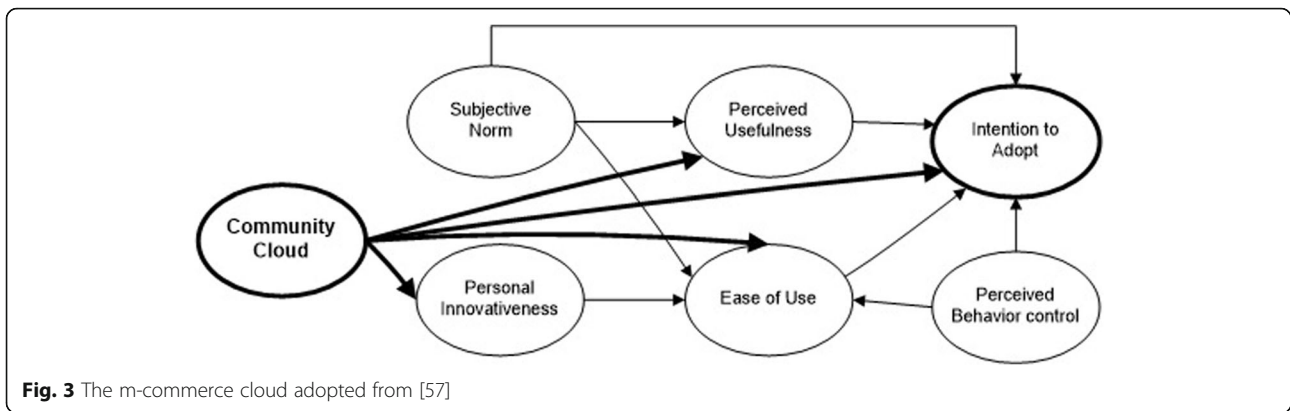 Subjective
Norm
Perceived
Usefulness
Intention to
Adopt
Community
Cloud
Personal
Innovativeness
Ease of Use
Perceived
Behavior control
Fig. 3 The m-commerce cloud adopted from [57]